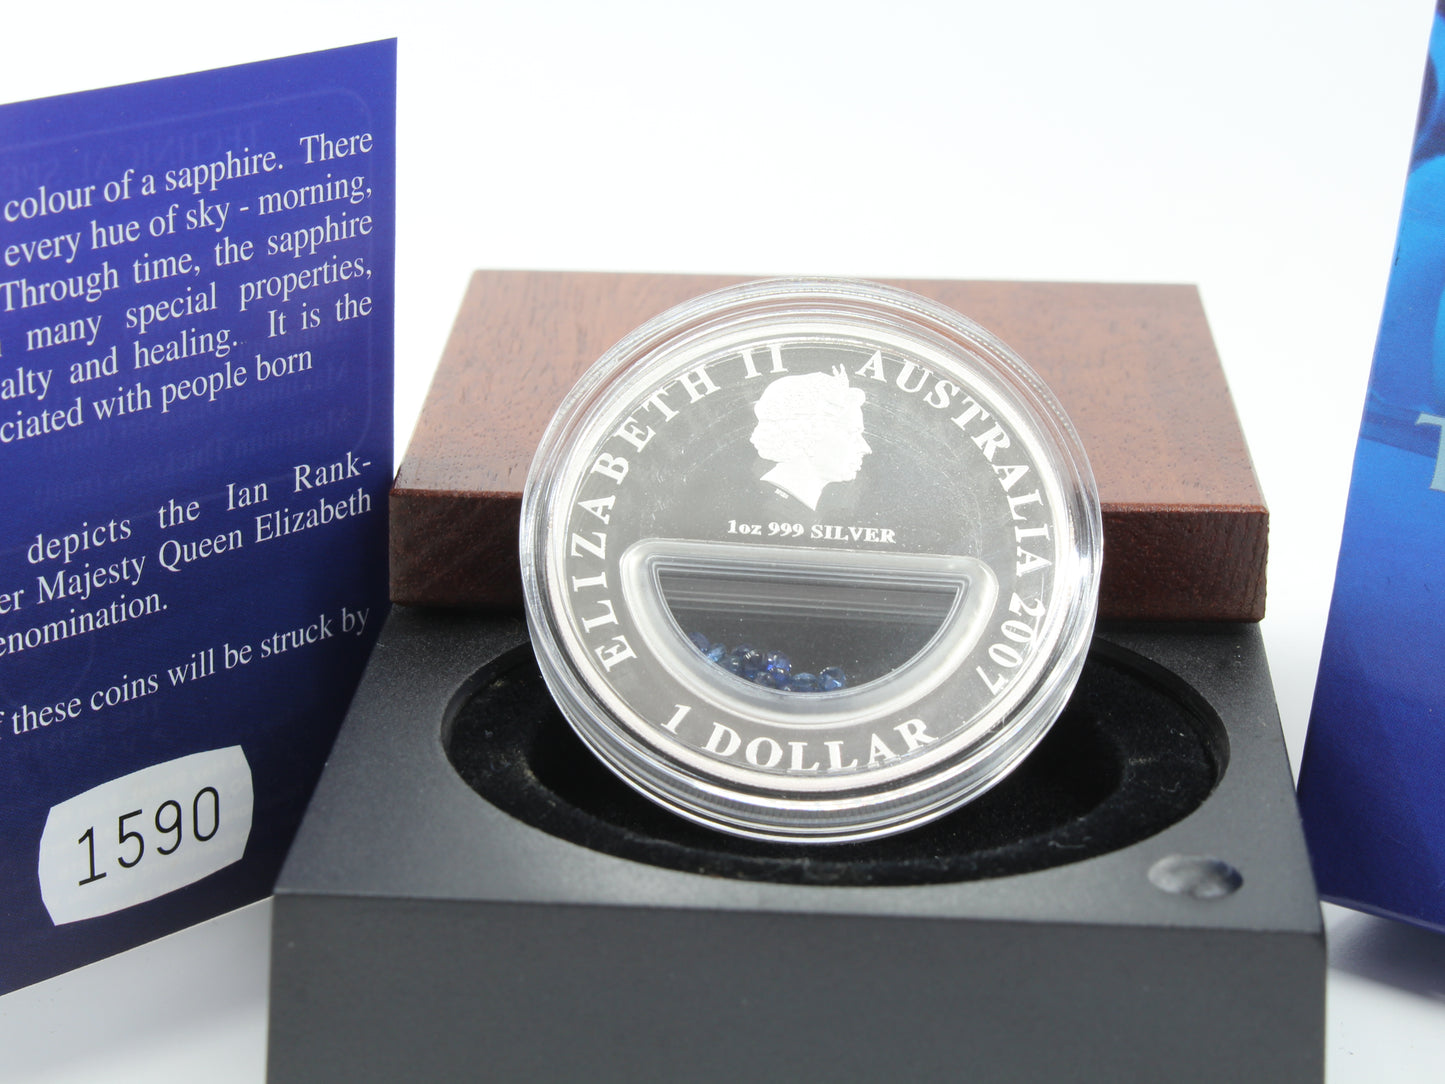 colour of a sapphire. There
every hue of sky - morning,
Through time, the sapphire
many special properties,
alty and healing. It is the
ciated with people born
depicts the Ian Rank-
er Majesty Queen Elizabeth
enomination.
these coins will be struck by
1590
ELIZABETH II AUSTRALIA 2007
1oz 999 SILVER
1 DOLLAR